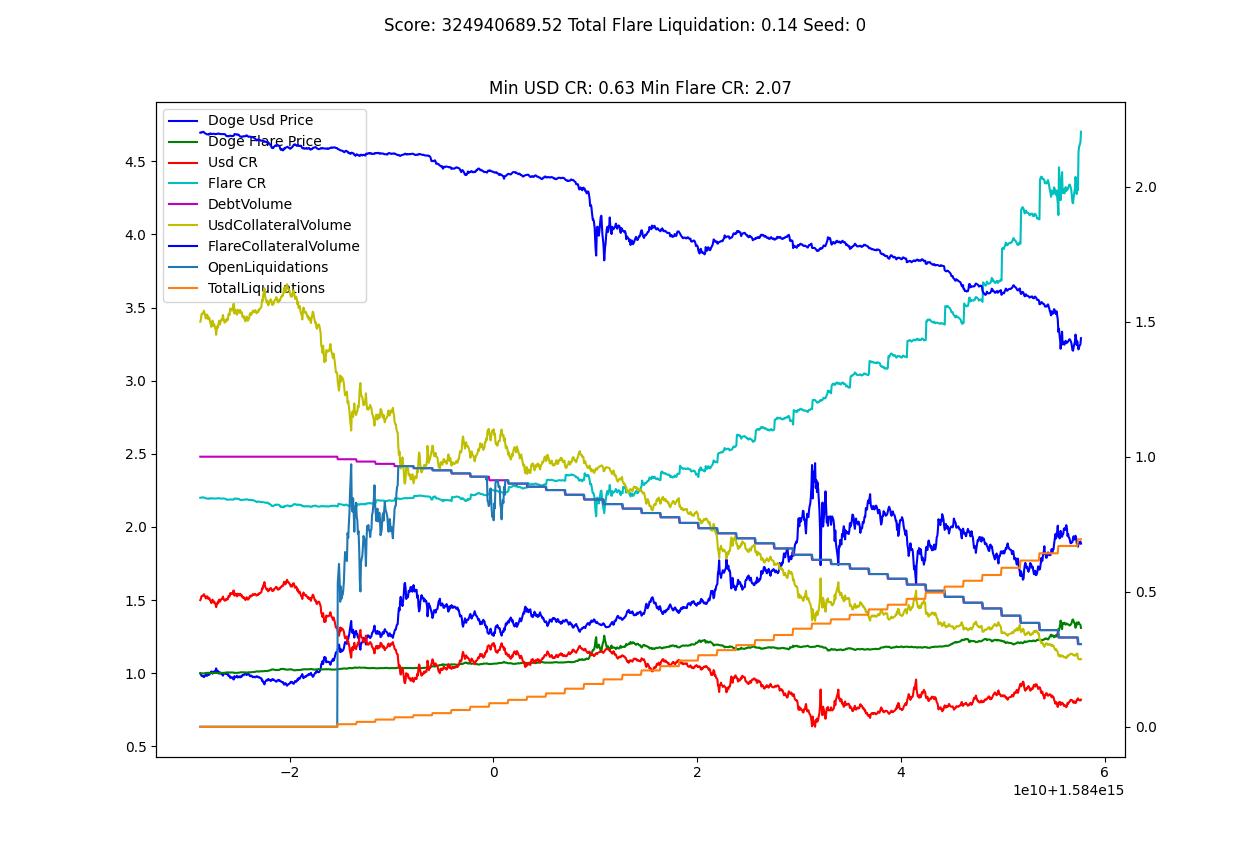 Score: 324940689.52 Total Flare Liquidation: 0.14 Seed: 0
Min USD CR: 0.63 Min Flare CR: 2.07
Doge Usd Price
Doge Flare Price
Usd CR
Flare CR
DebtVolume
UsdCollateralVolume
FlareCollateralVolume
OpenLiquidations
TotalLiquidations
4.5
4.0
3.5
3.0
2.5
2.0
1.5
1.0
0.5
2.0
1.5
1.0
0.5
0.0
−2
0
2
4
6
1e10+1.584e15